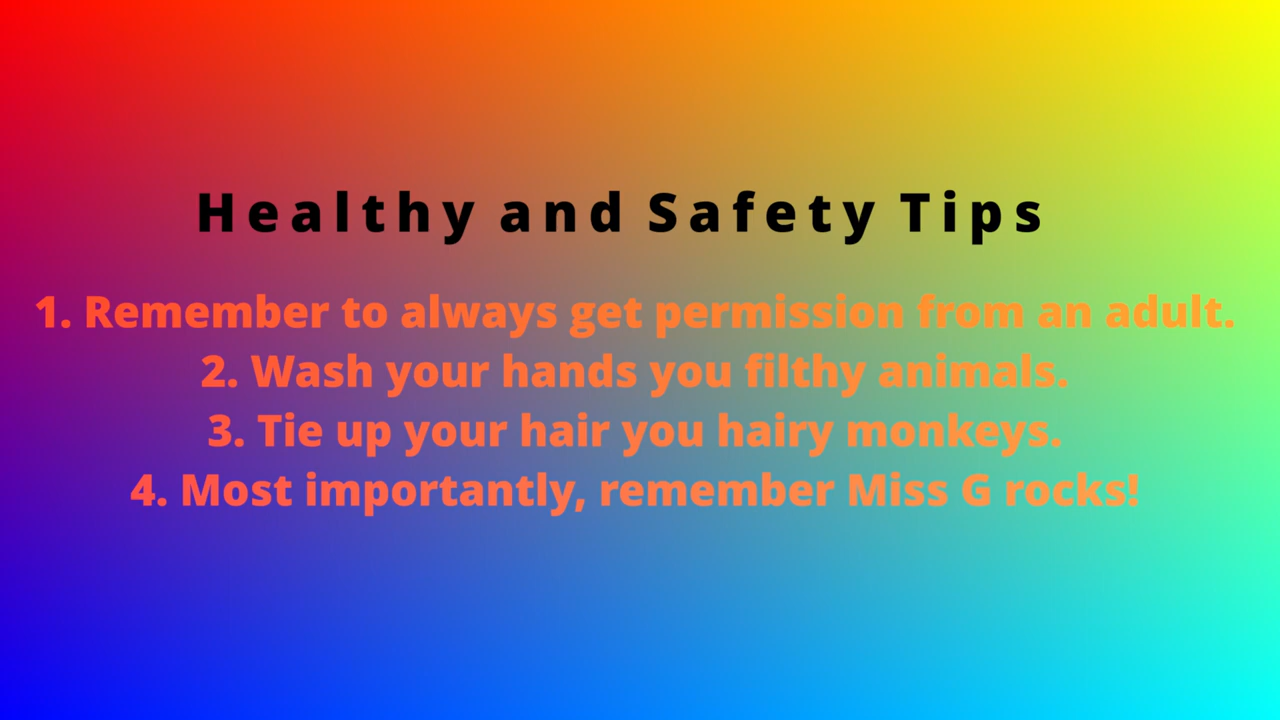 Healthy and Safety Tips
1. Remember to always get permission from an adult.
2. Wash your hands you filthy animals.
3. Tie up your hair you hairy monkeys.
4. Most importantly, remember Miss G rocks!